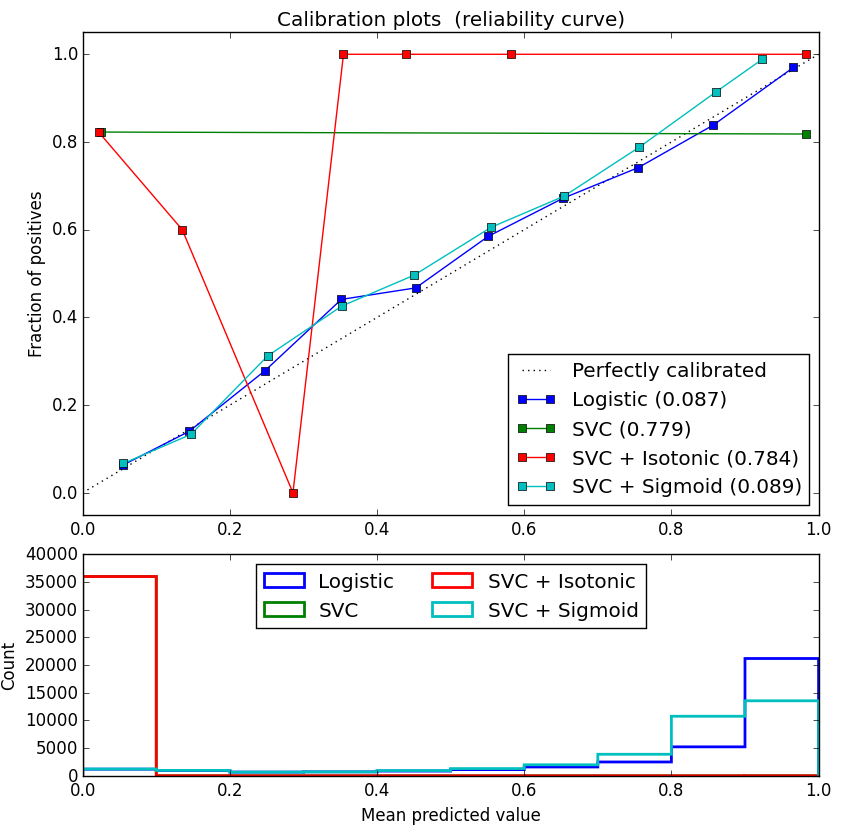 Calibration plots (reliability curve)
1.0
0.8
0.6
0.4
0.2
0.0
Fraction of positives
Perfectly calibrated
Logistic (0.087)
SVC (0.779)
SVC + Isotonic (0.784)
SVC + Sigmoid (0.089)
0.0 0.2 0.4 0.6 0.8 1.0
40000
35000
30000
25000
20000
15000
10000
5000
0
Count
Logistic SVC + Isotonic
SVC SVC + Sigmoid
0.0 0.2 0.4 0.6 0.8 1.0
Mean predicted value